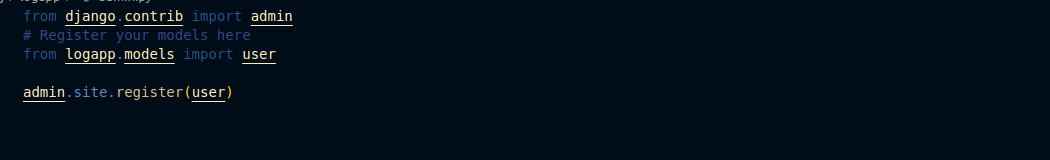 from django.contrib import admin
# Register your models here
from logapp.models import user
admin.site.register(user)